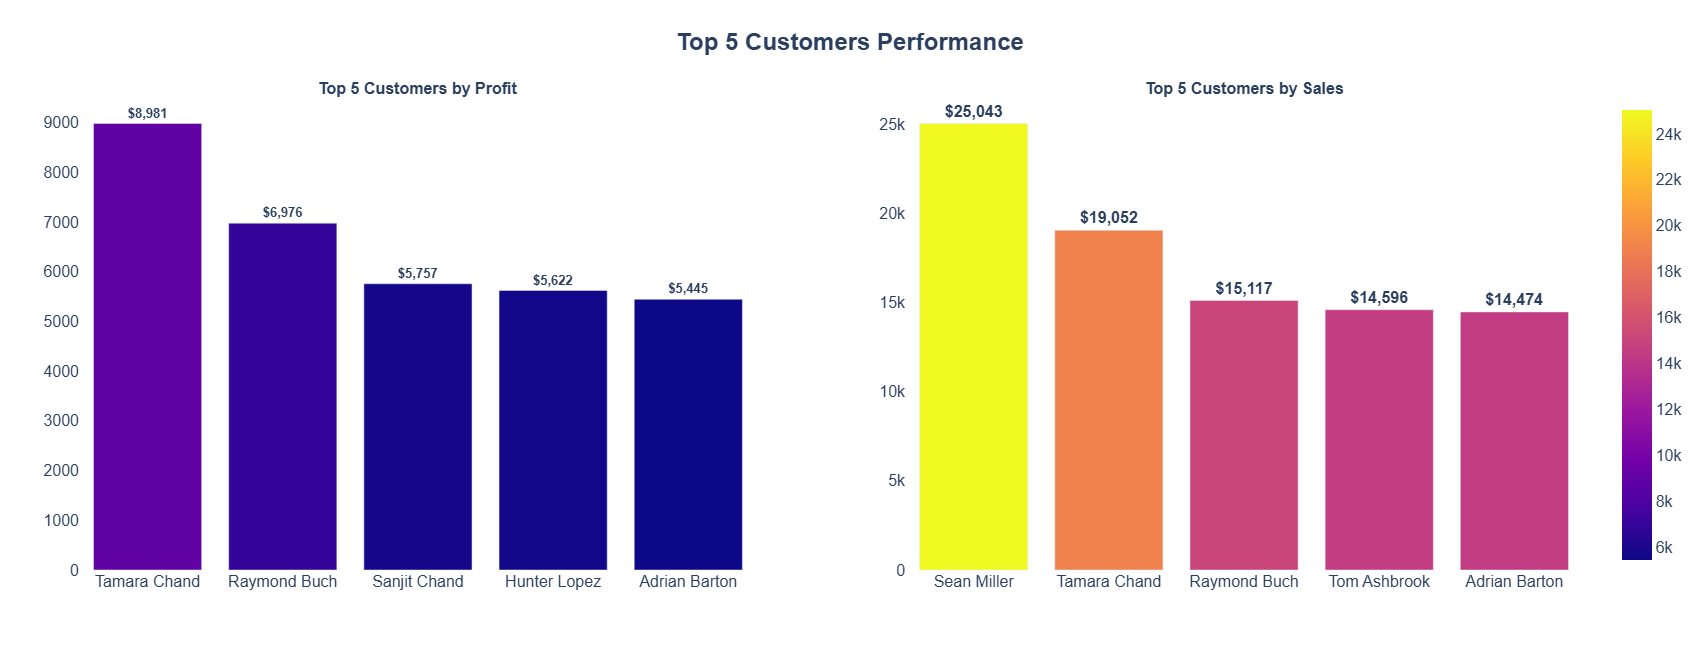 Top 5 Customers Performance
Top 5 Customers by Profit
$8,981
$6,976
$5,757
$5,622
$5,445
9000
8000
7000
6000
5000
4000
3000
2000
1000
0
Tamara Chand
Raymond Buch
Sanjit Chand
Hunter Lopez
Adrian Barton
Top 5 Customers by Sales
$25,043
$19,052
$15,117
$14,596
$14,474
25k
20k
15k
10k
5k
0
Sean Miller
Tamara Chand
Raymond Buch
Tom Ashbrook
Adrian Barton
24k
22k
20k
18k
16k
14k
12k
10k
8k
6k